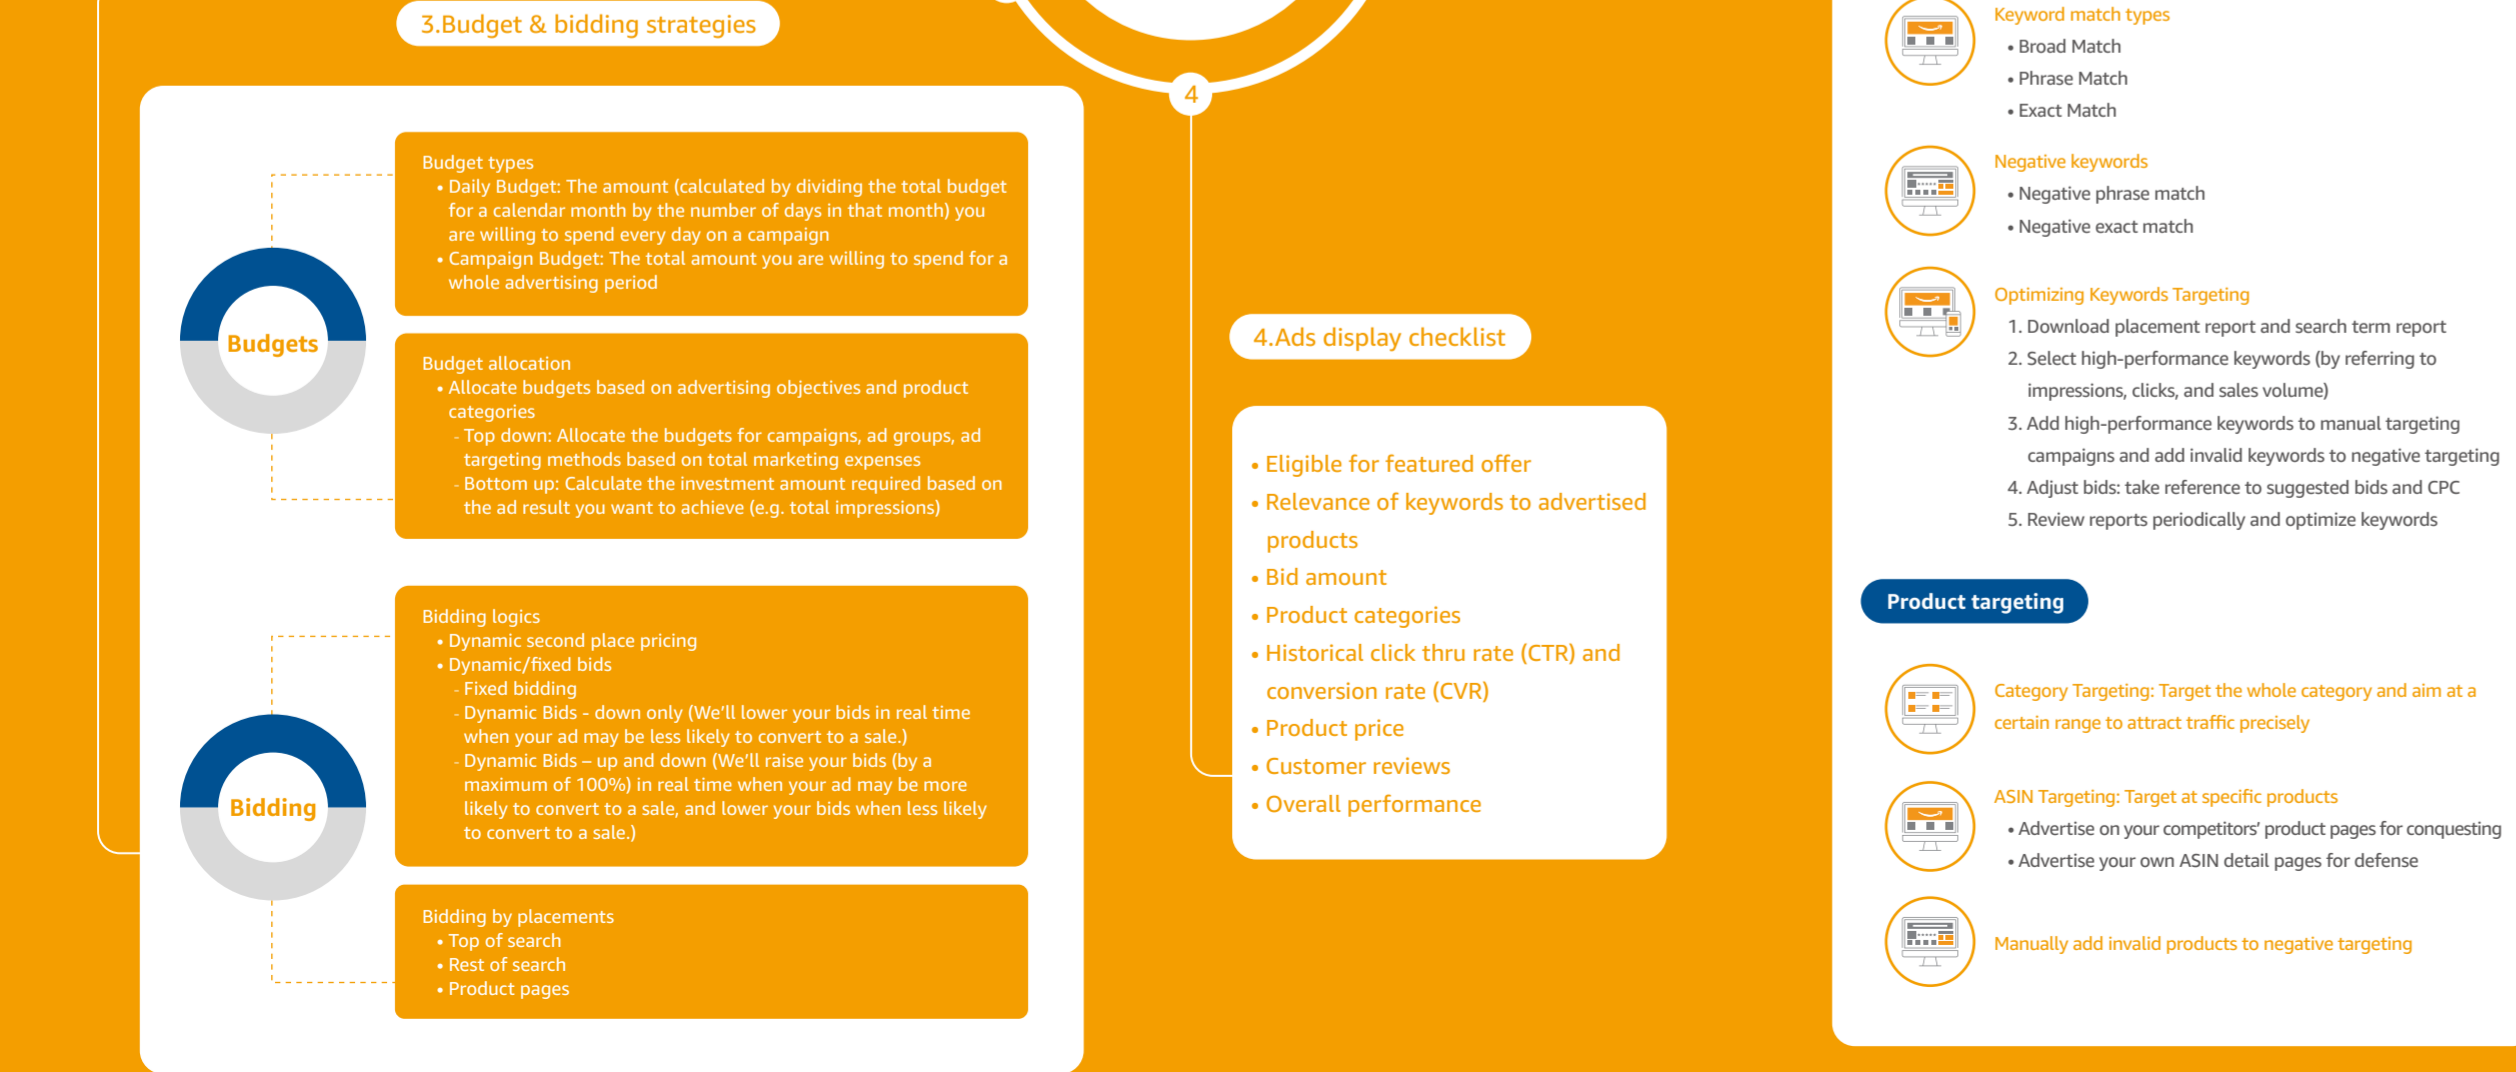 3.Budget & bidding strategies
Budgets
Budget types
• Daily Budget: The amount (calculated by dividing the total budget
for a calendar month by the number of days in that month) you
are willing to spend every day on a campaign
• Campaign Budget: The total amount you are willing to spend for a
whole advertising period
Budget allocation
• Allocate budgets based on advertising objectives and product
categories
- Top down: Allocate the budgets for campaigns, ad groups, ad
targeting methods based on total marketing expenses
- Bottom up: Calculate the investment amount required based on
the ad result you want to achieve (e.g. total impressions)
Bidding
Bidding logics
• Dynamic second place pricing
• Dynamic/fixed bids
- Fixed bidding
- Dynamic Bids - down only (We'll lower your bids in real time
when your ad may be less likely to convert to a sale.)
- Dynamic Bids – up and down (We'll raise your bids (by a
maximum of 100%) in real time when your ad may be more
likely to convert to a sale, and lower your bids when less likely
to convert to a sale.)
Bidding by placements
• Top of search
• Rest of search
• Product pages
4
4.Ads display checklist
• Eligible for featured offer
• Relevance of keywords to advertised
products
• Bid amount
• Product categories
• Historical click thru rate (CTR) and
conversion rate (CVR)
• Product price
• Customer reviews
• Overall performance
Keyword match types
• Broad Match
• Phrase Match
• Exact Match
Negative keywords
• Negative phrase match
• Negative exact match
Optimizing Keywords Targeting
1. Download placement report and search term report
2. Select high-performance keywords (by referring to
impressions, clicks, and sales volume)
3. Add high-performance keywords to manual targeting
campaigns and add invalid keywords to negative targeting
4. Adjust bids: take reference to suggested bids and CPC
5. Review reports periodically and optimize keywords
Product targeting
Category Targeting: Target the whole category and aim at a
certain range to attract traffic precisely
ASIN Targeting: Target at specific products
• Advertise on your competitors' product pages for conquesting
• Advertise your own ASIN detail pages for defense
Manually add invalid products to negative targeting